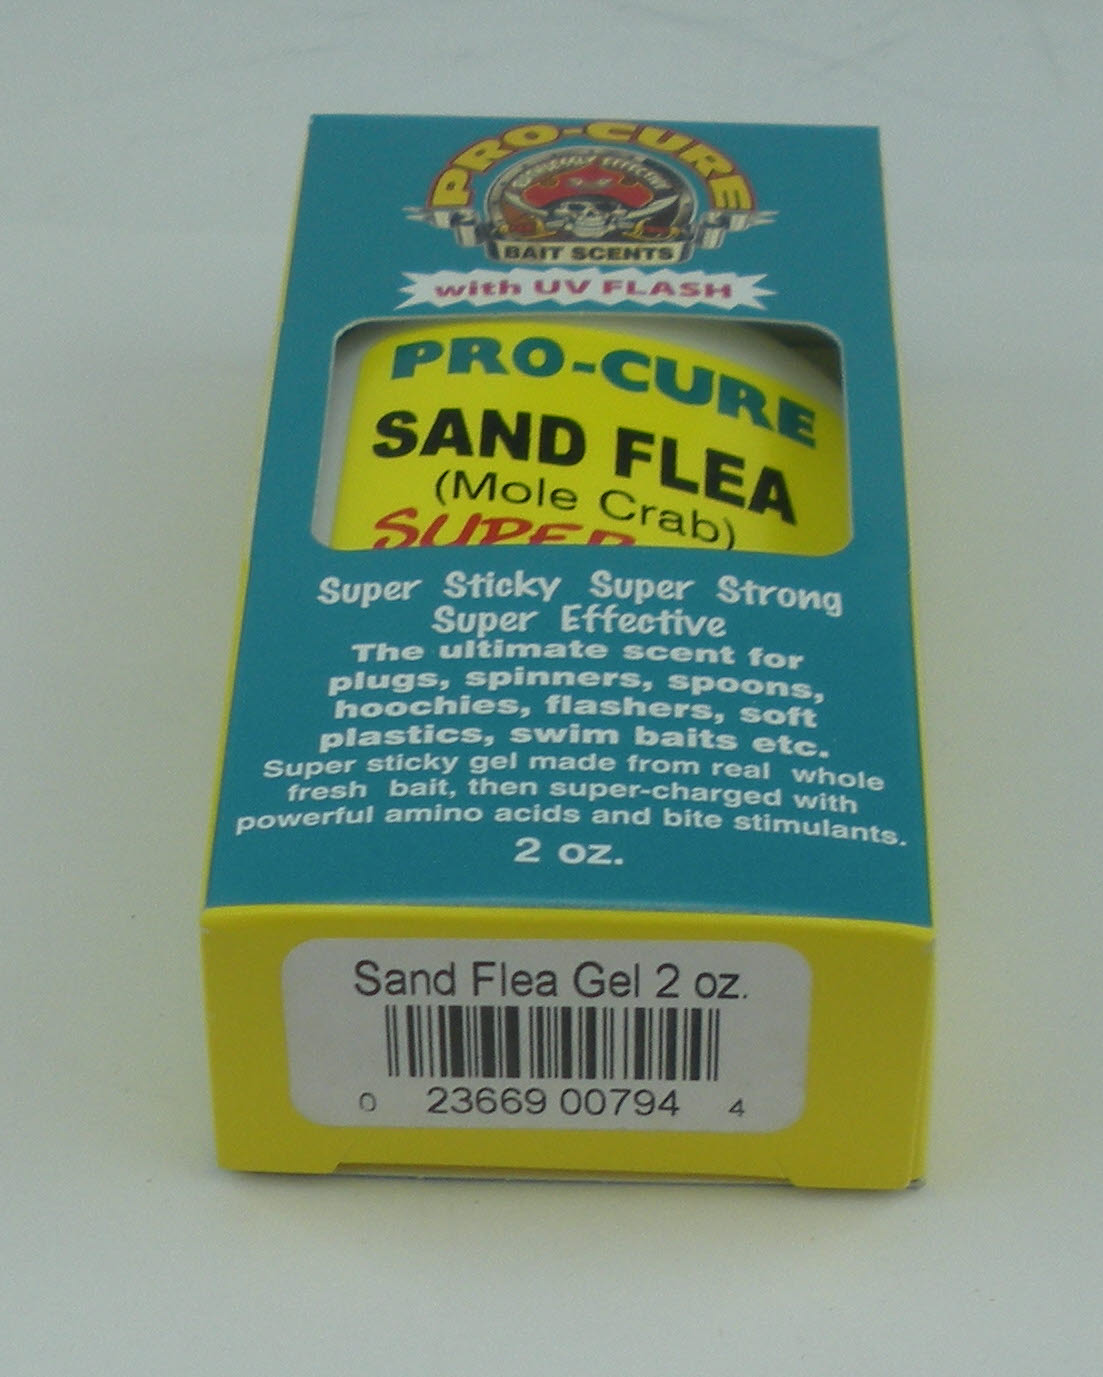 PRO-CURE
RUTHLESSLY EFFECTIVE
BAIT SCENTS
with UV FLASH
PRO-CURE
SAND FLEA
(Mole Crab)
SUPER
Super Sticky Super Strong
Super Effective
The ultimate scent for
plugs, spinners, spoons,
hoochies, flashers, soft
plastics, swim baits etc.
Super sticky gel made from real whole
fresh bait, then super-charged with
powerful amino acids and bite stimulants.
2 oz.
Sand Flea Gel 2 oz.
0 23669 00794 4